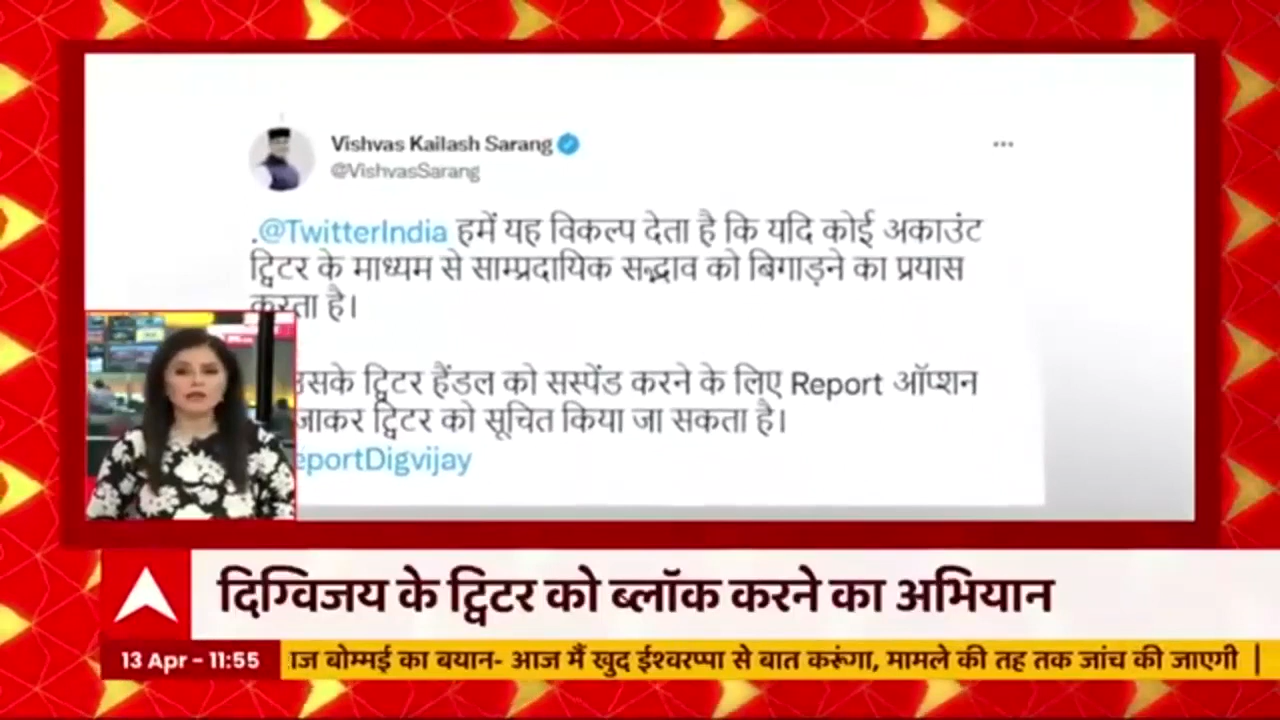 Vishvas Kailash Sarang
@VishvasSarang
.@TwitterIndia हमें यह विकल्प देता है कि यदि कोई अकाउंट
ट्विटर के माध्यम से साम्प्रदायिक सद्भाव को बिगाड़ने का प्रयास
करता है।
उसके ट्विटर हैंडल को सस्पेंड करने के लिए Report ऑप्शन
जाकर ट्विटर को सूचित किया जा सकता है।
eportDigvijay
दिग्विजय के ट्विटर को ब्लॉक करने का अभियान
13 Apr - 11:55
ाज बोम्मई का बयान- आज मैं खुद ईश्वरप्पा से बात करूंगा, मामले की तह तक जांच की जाएगी |